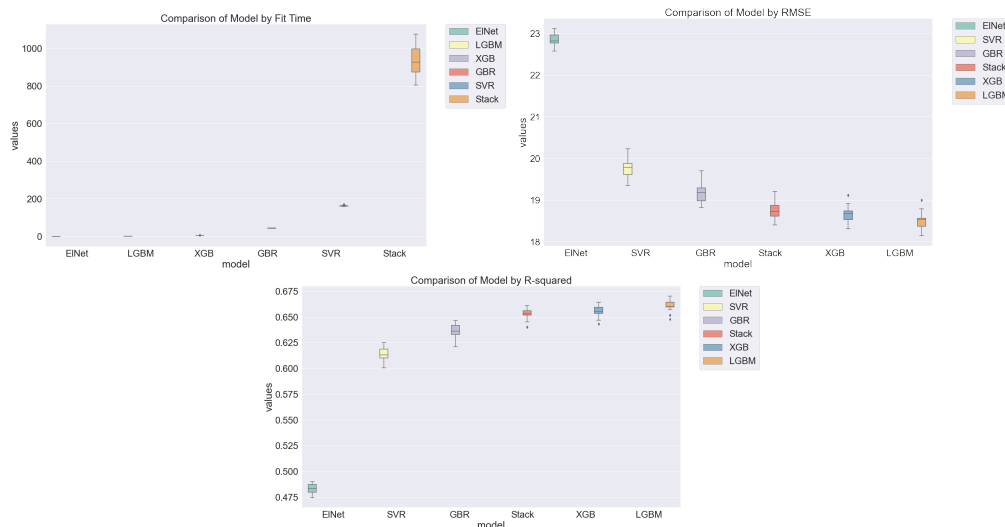 Comparison of Model by Fit Time
1000
800
600
400
200
0
values
ElNet
LGBM
XGB
GBR
SVR
Stack
model
ElNet
LGBM
XGB
GBR
SVR
Stack
Comparison of Model by RMSE
23
22
21
20
19
18
values
ElNet
SVR
GBR
Stack
XGB
LGBM
model
ElNet
SVR
GBR
Stack
XGB
LGBM
Comparison of Model by R-squared
0.675
0.650
0.625
0.600
0.575
0.550
0.525
0.500
0.475
values
ElNet
SVR
GBR
Stack
XGB
LGBM
model
ElNet
SVR
GBR
Stack
XGB
LGBM